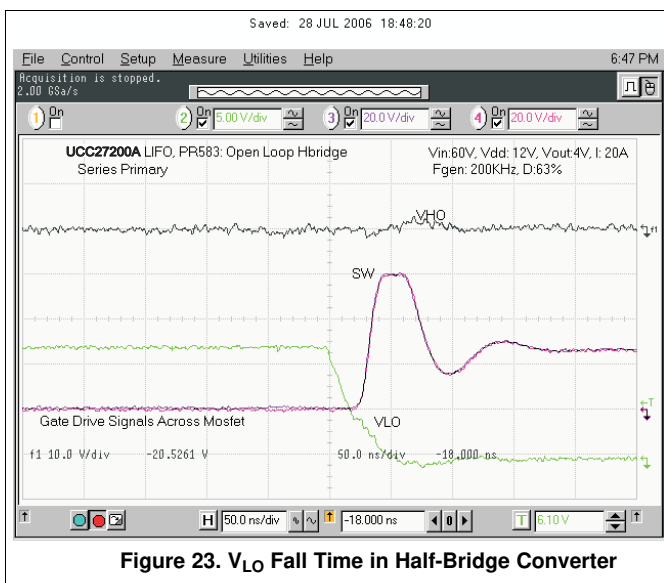 Saved: 28 JUL 2006 18:48:20
File Control Setup Measure Utilities Help 6:47 PM
Acquisition is stopped.
2.00 GSa/s
1 On 2 On 5.00 V/div 3 On 20.0 V/div 4 On 20.0 V/div
UCC27200A LIFO, PR583: Open Loop Hbridge Vin:60V, Vdd: 12V, Vout:4V, I: 20A
Series Primary Fgen: 200KHz, D:63%
VHO
f1
SW
T
Gate Drive Signals Across Mosfet VLO
f1 10.0 V/div -20.5261 V 50.0 ns/div -18.000 ns
H 50.0 ns/div -18.000 ns 0 T 6.10 V
Figure 23. VLO Fall Time in Half-Bridge Converter